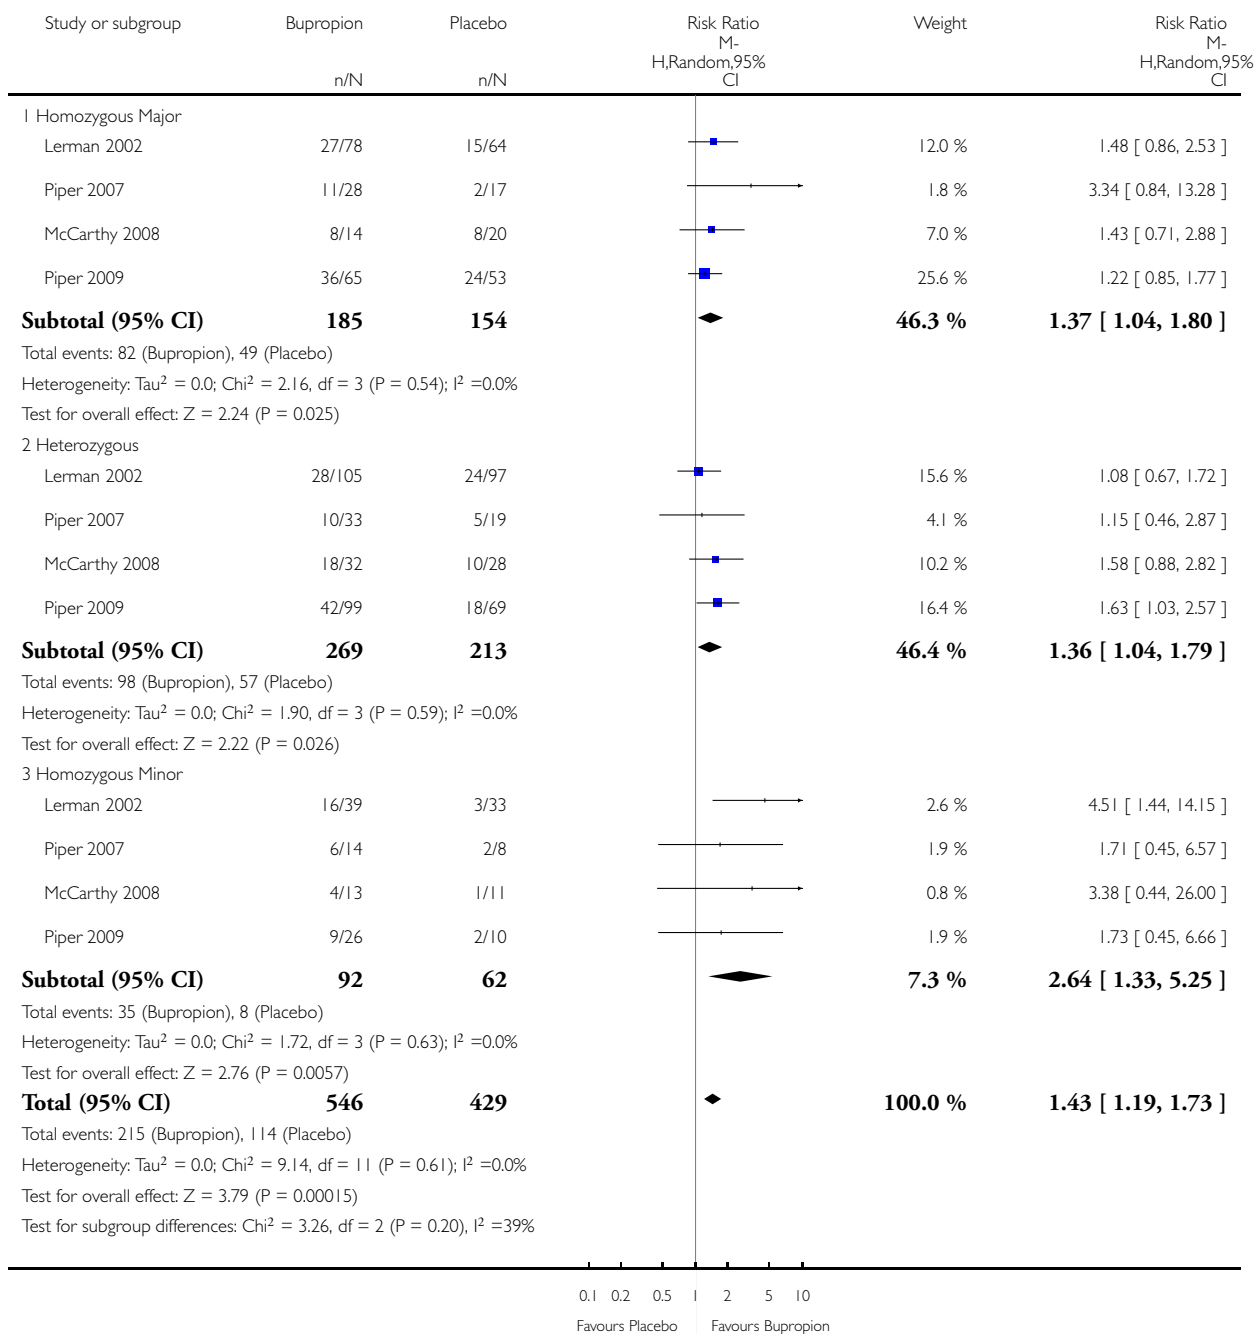 Study or subgroup Bupropion Placebo Risk Ratio Weight Risk Ratio
M- M-
H,Random,95% H,Random,95%
n/N n/N CI CI
1 Homozygous Major
Lerman 2002 27/78 15/64 12.0 % 1.48 [ 0.86, 2.53 ]
Piper 2007 11/28 2/17 1.8 % 3.34 [ 0.84, 13.28 ]
McCarthy 2008 8/14 8/20 7.0 % 1.43 [ 0.71, 2.88 ]
Piper 2009 36/65 24/53 25.6 % 1.22 [ 0.85, 1.77 ]
Subtotal (95% CI) 185 154 46.3 % 1.37 [ 1.04, 1.80 ]
Total events: 82 (Bupropion), 49 (Placebo)
Heterogeneity: Tau² = 0.0; Chi² = 2.16, df = 3 (P = 0.54); I² =0.0%
Test for overall effect: Z = 2.24 (P = 0.025)
2 Heterozygous
Lerman 2002 28/105 24/97 15.6 % 1.08 [ 0.67, 1.72 ]
Piper 2007 10/33 5/19 4.1 % 1.15 [ 0.46, 2.87 ]
McCarthy 2008 18/32 10/28 10.2 % 1.58 [ 0.88, 2.82 ]
Piper 2009 42/99 18/69 16.4 % 1.63 [ 1.03, 2.57 ]
Subtotal (95% CI) 269 213 46.4 % 1.36 [ 1.04, 1.79 ]
Total events: 98 (Bupropion), 57 (Placebo)
Heterogeneity: Tau² = 0.0; Chi² = 1.90, df = 3 (P = 0.59); I² =0.0%
Test for overall effect: Z = 2.22 (P = 0.026)
3 Homozygous Minor
Lerman 2002 16/39 3/33 2.6 % 4.51 [ 1.44, 14.15 ]
Piper 2007 6/14 2/8 1.9 % 1.71 [ 0.45, 6.57 ]
McCarthy 2008 4/13 1/11 0.8 % 3.38 [ 0.44, 26.00 ]
Piper 2009 9/26 2/10 1.9 % 1.73 [ 0.45, 6.66 ]
Subtotal (95% CI) 92 62 7.3 % 2.64 [ 1.33, 5.25 ]
Total events: 35 (Bupropion), 8 (Placebo)
Heterogeneity: Tau² = 0.0; Chi² = 1.72, df = 3 (P = 0.63); I² =0.0%
Test for overall effect: Z = 2.76 (P = 0.0057)
Total (95% CI) 546 429 100.0 % 1.43 [ 1.19, 1.73 ]
Total events: 215 (Bupropion), 114 (Placebo)
Heterogeneity: Tau² = 0.0; Chi² = 9.14, df = 11 (P = 0.61); I² =0.0%
Test for overall effect: Z = 3.79 (P = 0.00015)
Test for subgroup differences: Chi² = 3.26, df = 2 (P = 0.20), I² =39%
0.1 0.2 0.5 1 2 5 10
Favours Placebo Favours Bupropion